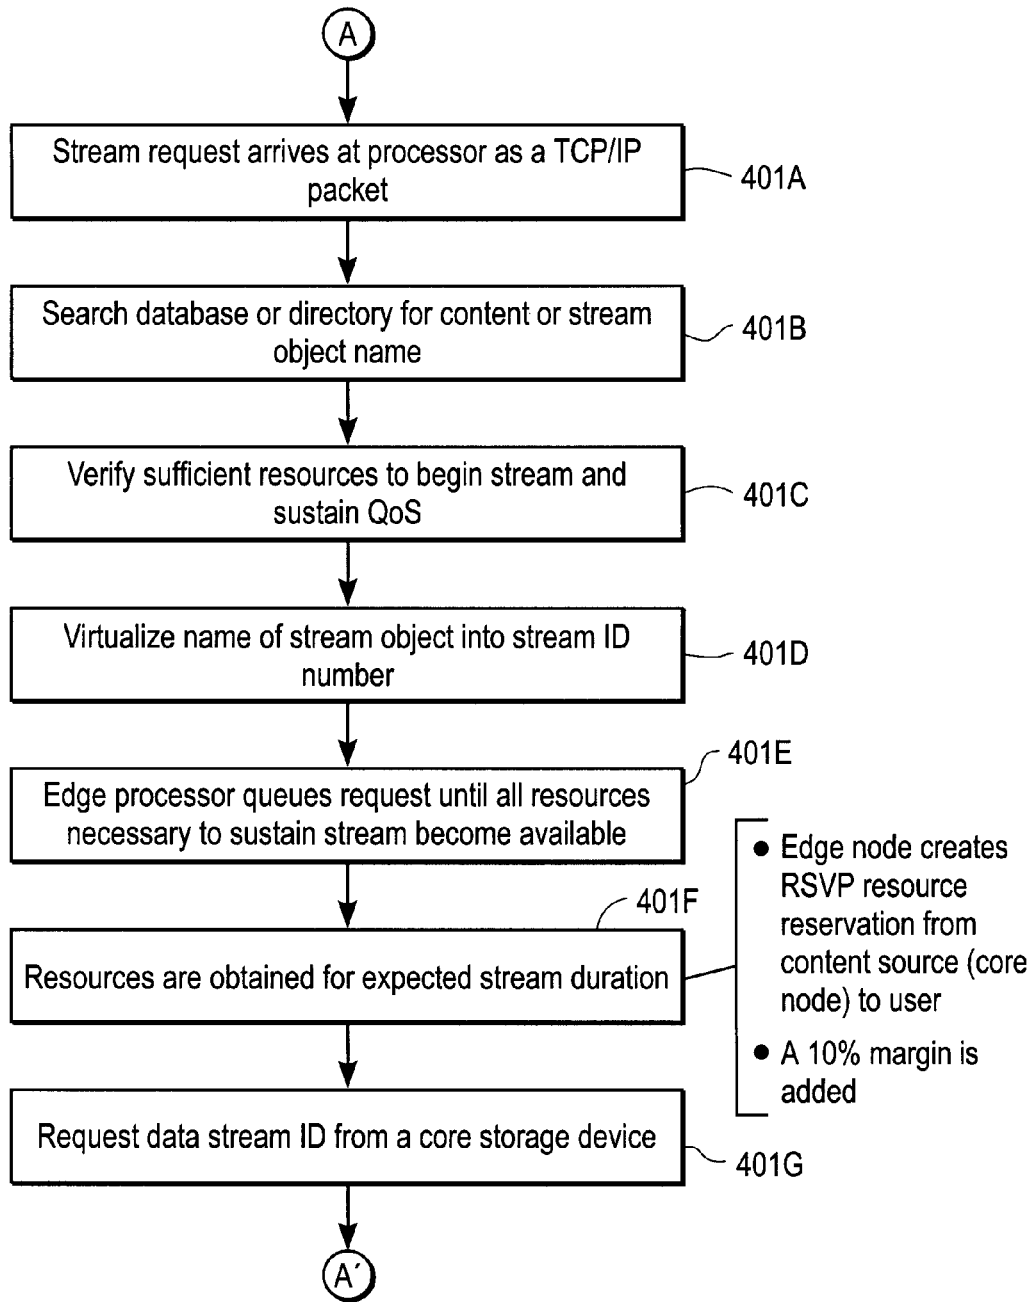 A
Stream request arrives at processor as a TCP/IP
packet
401A
Search database or directory for content or stream
object name
401B
Verify sufficient resources to begin stream and
sustain QoS
401C
Virtualize name of stream object into stream ID
number
401D
Edge processor queues request until all resources
necessary to sustain stream become available
401E
Resources are obtained for expected stream duration
401F
● Edge node creates
RSVP resource
reservation from
content source (core
node) to user
● A 10% margin is
added
Request data stream ID from a core storage device
401G
A´